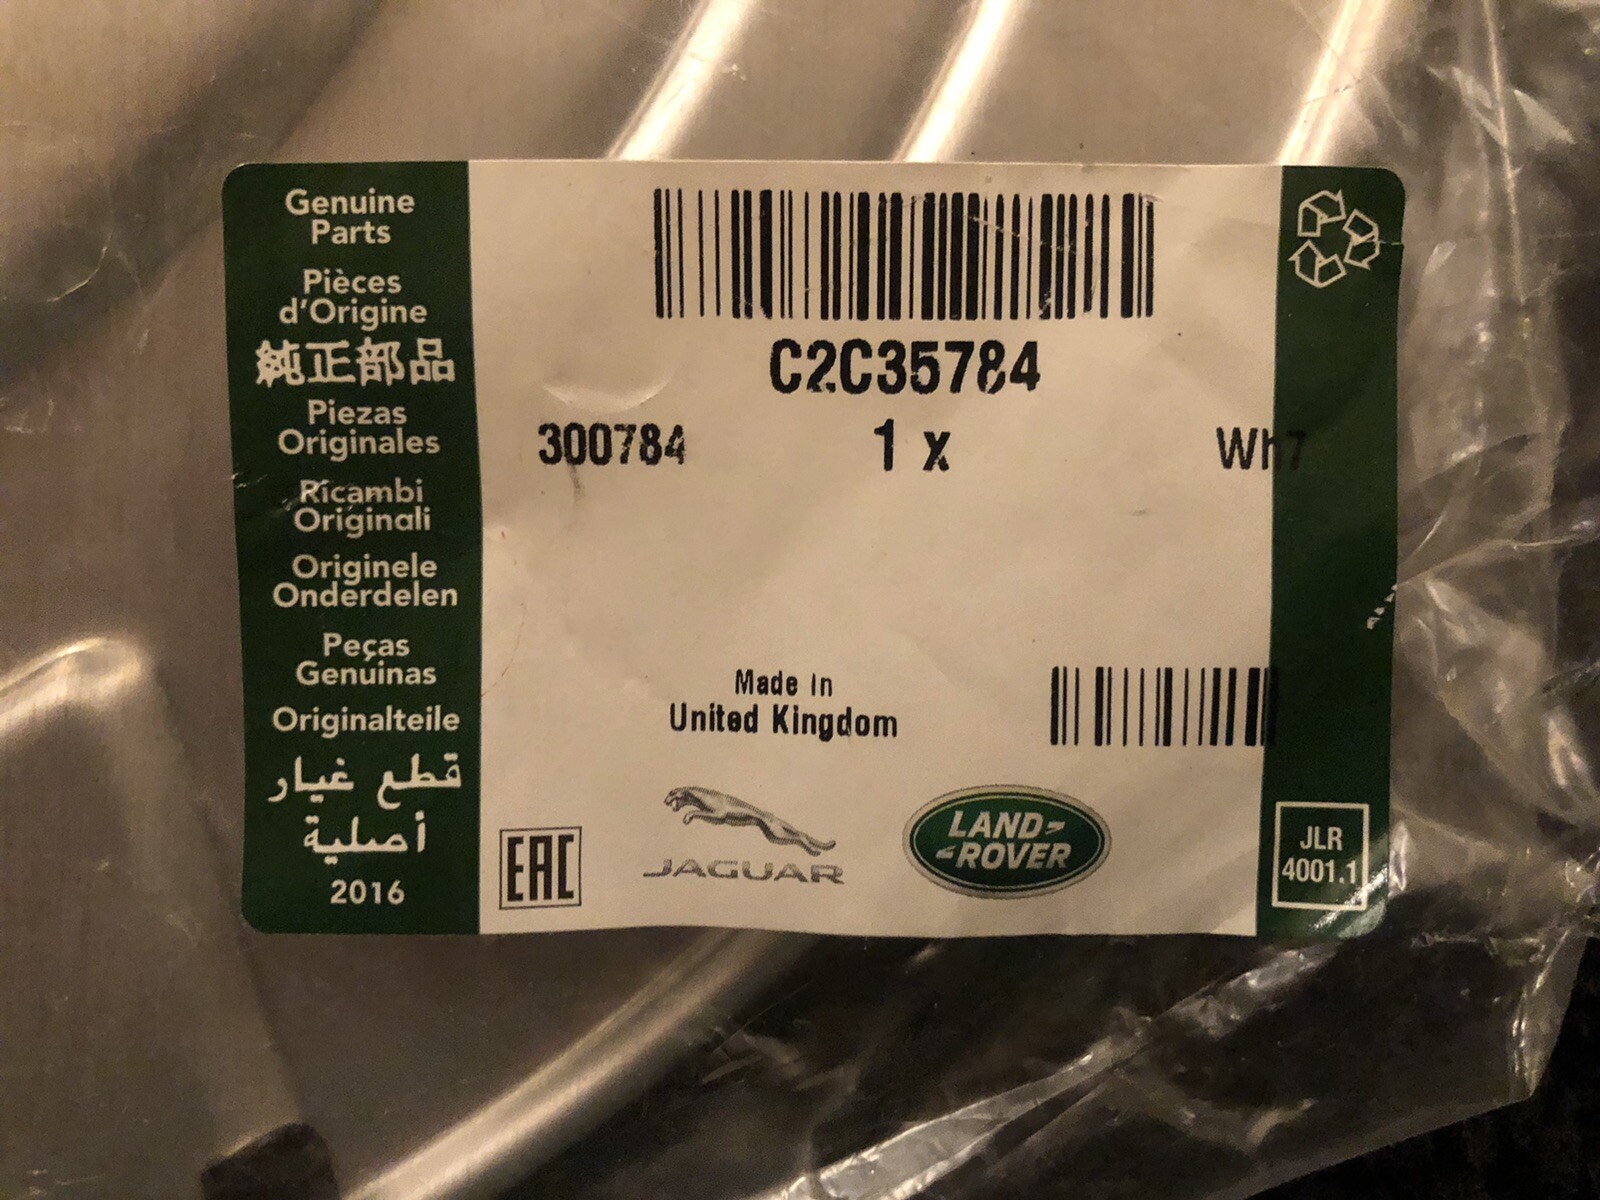 Genuine
Parts
Pièces
d'Origine
純正部品
Piezas
Originales
Ricambi
Originali
Originele
Onderdelen
Peças
Genuinas
Originalteile
قطع غيار
أصلية
2016
C2C35784
300784 1 x Wh7
Made In
United Kingdom
EAC
JAGUAR
LAND-
-ROVER
JLR
4001.1